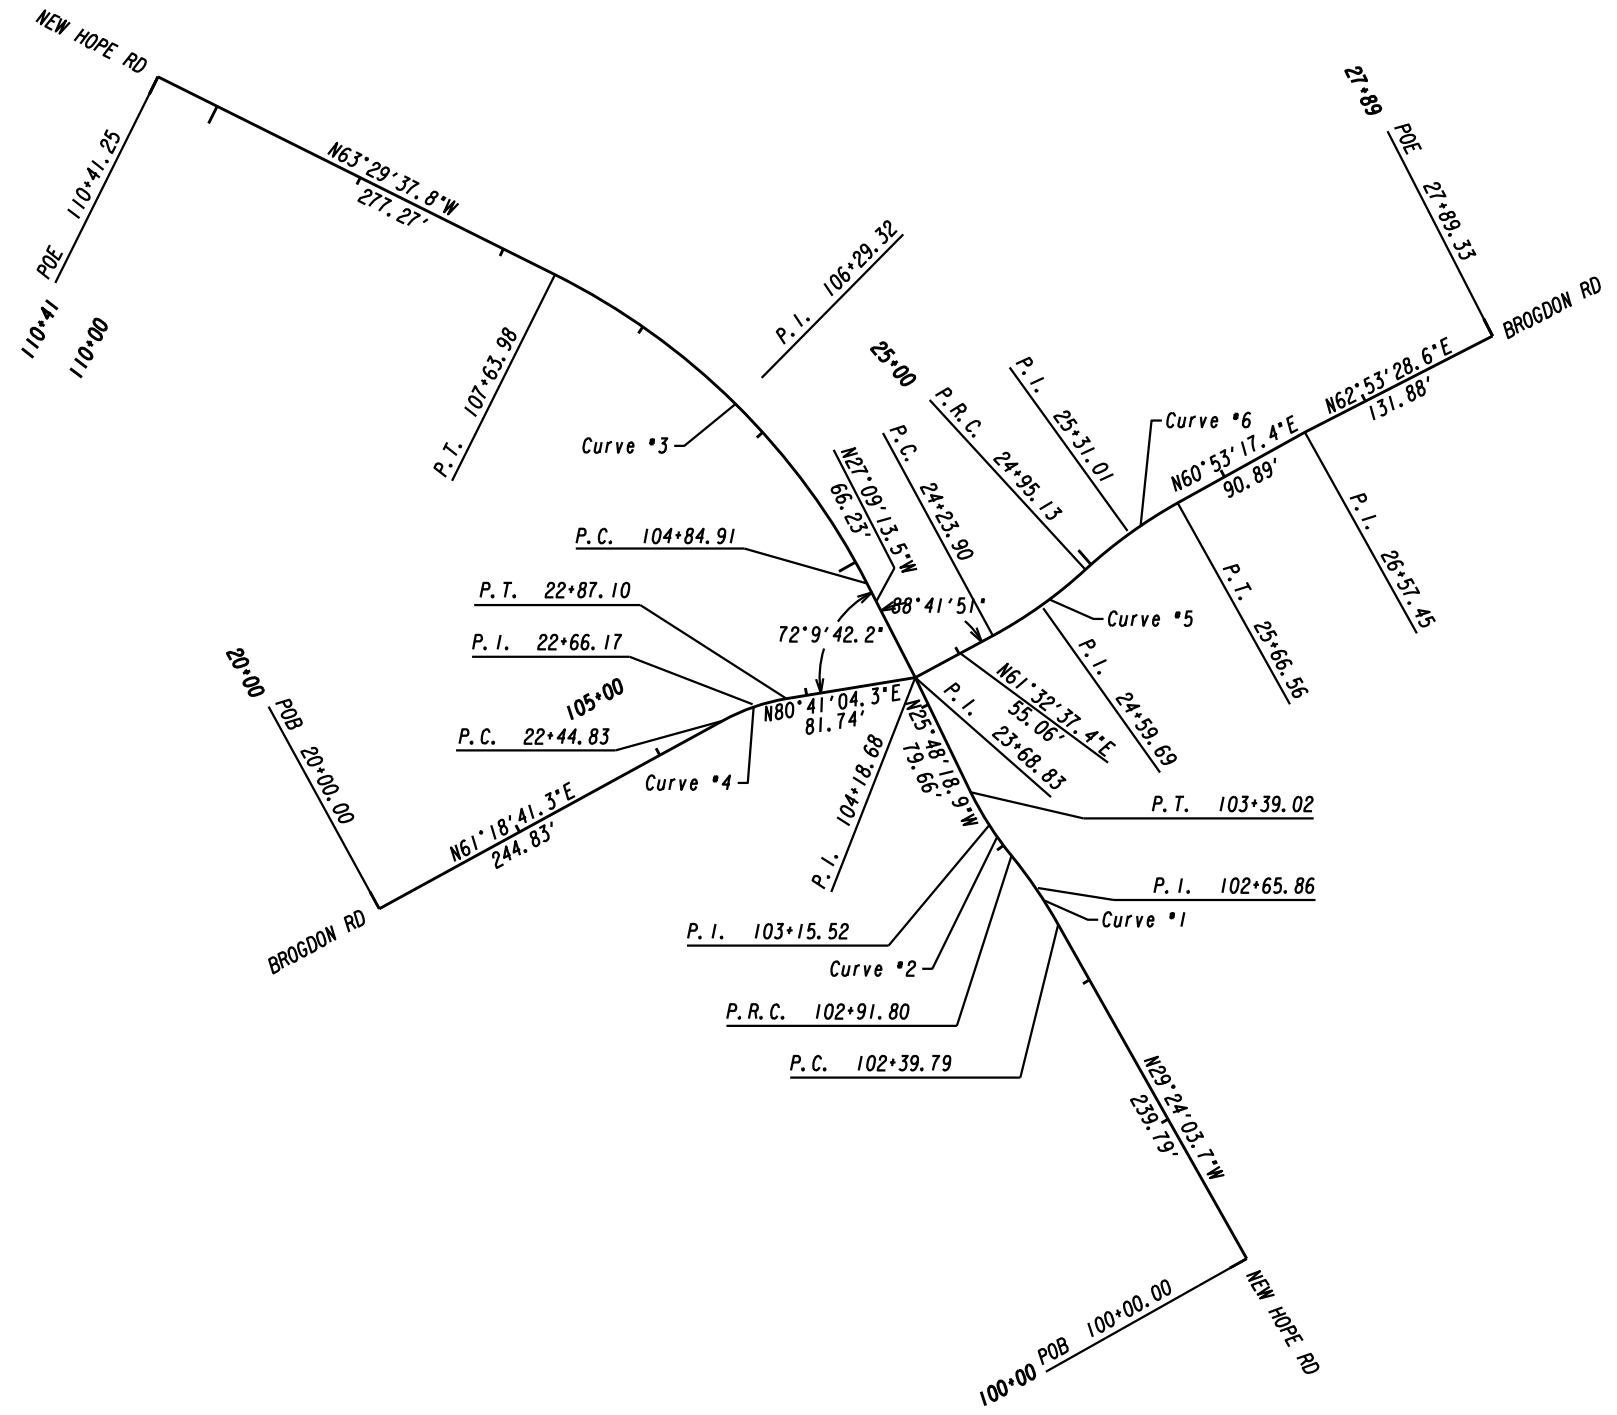 NEW HOPE RD
110+41.25
POE
110+41
110+00
N63°29'37.8"W
277.27'
P.T. 107+63.98
Curve #3
P.I. 106+29.32
27+89
POE 27+89.33
BROGDON RD
N62°53'28.6"E
131.88'
N60°53'17.4"E
90.89'
Curve #6
P.I. 25+31.01
25+00
P.R.C. 24+95.13
P.C. 24+23.90
N27°09'13.5"W
66.23'
P.C. 104+84.91
P.T. 22+87.10
P.I. 22+66.17
P.C. 22+44.83
105+00
72°9'42.2"
88°41'51"
Curve #5
P.I. 26+57.45
P.T. 25+66.56
P.I. 24+59.69
N61°32'37.4"E
55.06'
P.I. 23+68.83
N80°41'04.3"E
81.74'
20+00
POB 20+00.00
Curve #4
N61°18'41.3"E
244.83'
BROGDON RD
P.I. 104+18.68
N25°48'18.9"W
79.66'
P.T. 103+39.02
P.I. 102+65.86
Curve #1
P.I. 103+15.52
Curve #2
P.R.C. 102+91.80
P.C. 102+39.79
N29°24'03.7"W
239.79'
100+00 POB 100+00.00
NEW HOPE RD